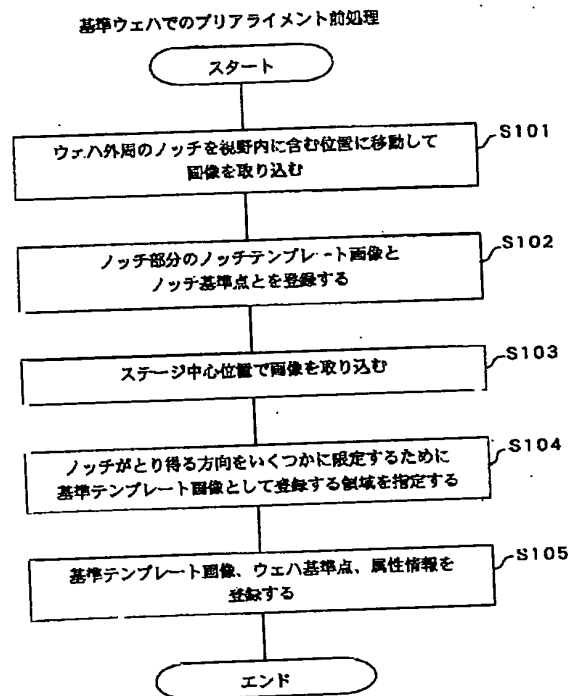 基準ウェハでのプリアライメント前処理
スタート
S101
ウェハ外周のノッチを視野内に含む位置に移動して
画像を取り込む
S102
ノッチ部分のノッチテンプレート画像と
ノッチ基準点とを登録する
S103
ステージ中心位置で画像を取り込む
S104
ノッチがとり得る方向をいくつかに限定するために
基準テンプレート画像として登録する領域を指定する
S105
基準テンプレート画像、ウェハ基準点、属性情報を
登録する
エンド